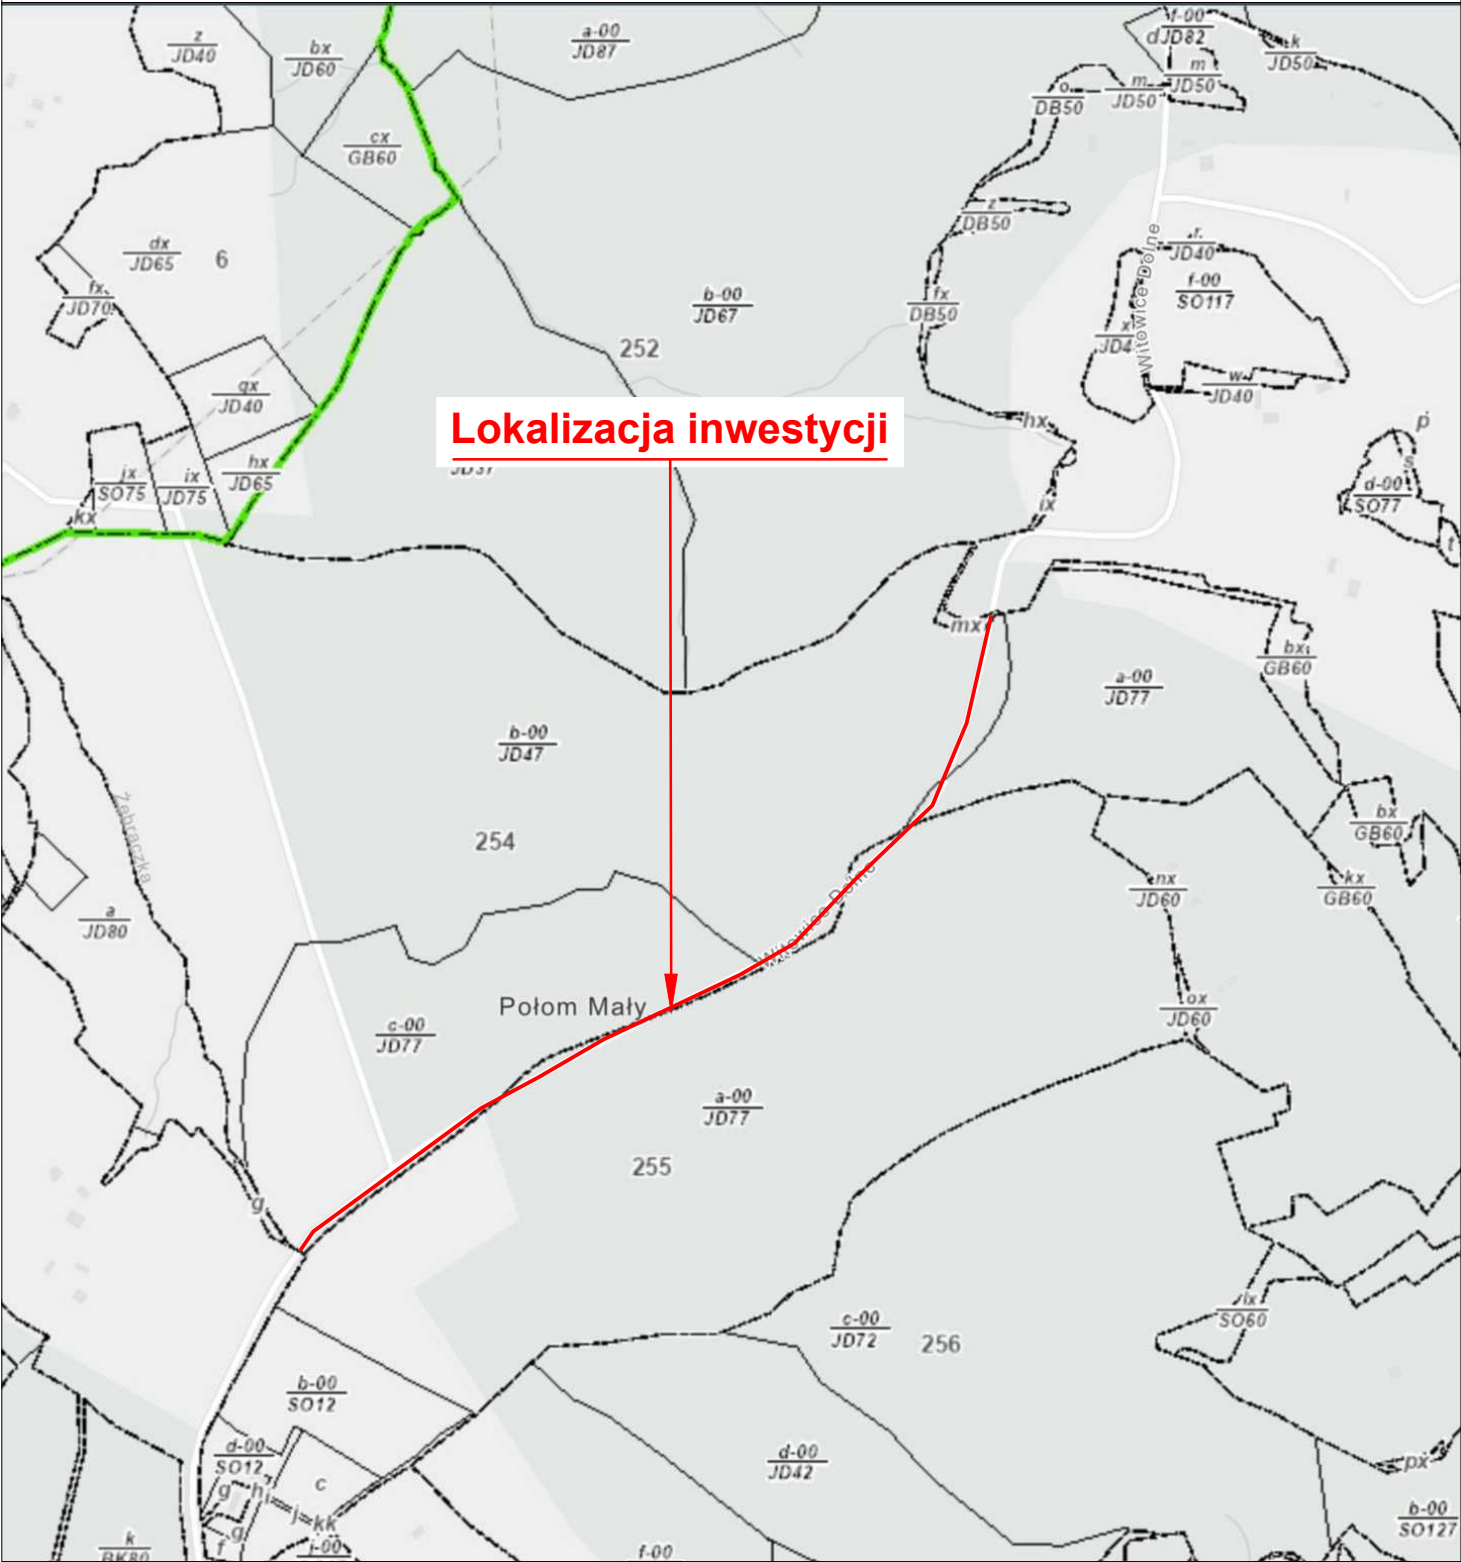 z
JD40
bx
JD60
a-00
JD87
f-00
d JD82
k
JD50
m
JD50
m
JD50
o
DB50
cx
GB60
z
DB50
r
JD40
dx
JD65
6
fx
JD70
b-00
JD67
fx
DB50
f-00
SO117
x
JD4
Witowice Dolne
252
gx
JD40
w
JD40
Lokalizacja inwestycji
hx
p
s
d-00
SO77
t
hx
JD65
ix
JD75
jx
SO75
kx
ix
mx
bx
GB60
a-00
JD77
b-00
JD47
Żebraczka
254
bx
GB60
nx
JD60
kx
GB60
a
JD80
Witowice Dolne
Połom Mały
ox
JD60
c-00
JD77
a-00
JD77
255
g
lx
SO60
c-00
JD72
256
b-00
SO12
d-00
SO12
d-00
JD42
px
c
g
h
i
j
kk
b-00
SO127
g
f
k
BK80
j-00
f-00